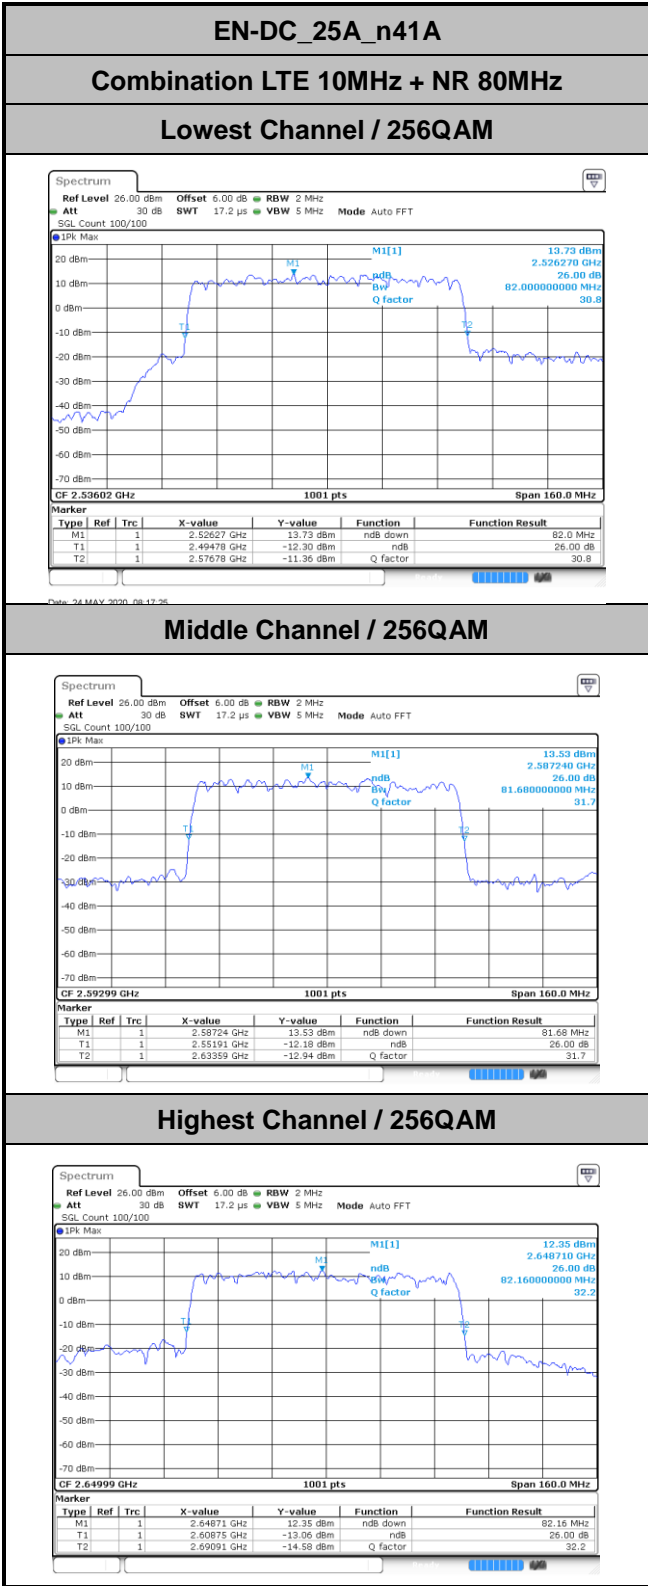 EN-DC_25A_n41A
Combination LTE 10MHz + NR 80MHz
Lowest Channel / 256QAM
Spectrum
Ref Level 26.00 dBm Offset 6.00 dB RBW 2 MHz
Att 30 dB SWT 17.2 µs VBW 5 MHz Mode Auto FFT
SGL Count 100/100
1Pk Max
M1[1] 13.73 dBm
2.526270 GHz
ndB 26.00 dB
Bw 82.000000000 MHz
Q factor 30.8
20 dBm
10 dBm
0 dBm
-10 dBm
-20 dBm
-30 dBm
-40 dBm
-50 dBm
-60 dBm
-70 dBm
M1
T1
T2
CF 2.53602 GHz 1001 pts Span 160.0 MHz
Marker
Type Ref Trc X-value Y-value Function Function Result
M1 1 2.52627 GHz 13.73 dBm ndB down 82.0 MHz
T1 1 2.49478 GHz -12.30 dBm ndB 26.00 dB
T2 1 2.57678 GHz -11.36 dBm Q factor 30.8
Date: 24 MAY 2020 08:17:25
Middle Channel / 256QAM
Spectrum
Ref Level 26.00 dBm Offset 6.00 dB RBW 2 MHz
Att 30 dB SWT 17.2 µs VBW 5 MHz Mode Auto FFT
SGL Count 100/100
1Pk Max
M1[1] 13.53 dBm
2.587240 GHz
ndB 26.00 dB
Bw 81.680000000 MHz
Q factor 31.7
20 dBm
10 dBm
0 dBm
-10 dBm
-20 dBm
-30 dBm
-40 dBm
-50 dBm
-60 dBm
-70 dBm
M1
T1
T2
CF 2.59299 GHz 1001 pts Span 160.0 MHz
Marker
Type Ref Trc X-value Y-value Function Function Result
M1 1 2.58724 GHz 13.53 dBm ndB down 81.68 MHz
T1 1 2.55191 GHz -12.18 dBm ndB 26.00 dB
T2 1 2.63359 GHz -12.94 dBm Q factor 31.7
Highest Channel / 256QAM
Spectrum
Ref Level 26.00 dBm Offset 6.00 dB RBW 2 MHz
Att 30 dB SWT 17.2 µs VBW 5 MHz Mode Auto FFT
SGL Count 100/100
1Pk Max
M1[1] 12.35 dBm
2.648710 GHz
ndB 26.00 dB
Bw 82.160000000 MHz
Q factor 32.2
20 dBm
10 dBm
0 dBm
-10 dBm
-20 dBm
-30 dBm
-40 dBm
-50 dBm
-60 dBm
-70 dBm
M1
T1
T2
CF 2.64999 GHz 1001 pts Span 160.0 MHz
Marker
Type Ref Trc X-value Y-value Function Function Result
M1 1 2.64871 GHz 12.35 dBm ndB down 82.16 MHz
T1 1 2.60875 GHz -13.06 dBm ndB 26.00 dB
T2 1 2.69091 GHz -14.58 dBm Q factor 32.2